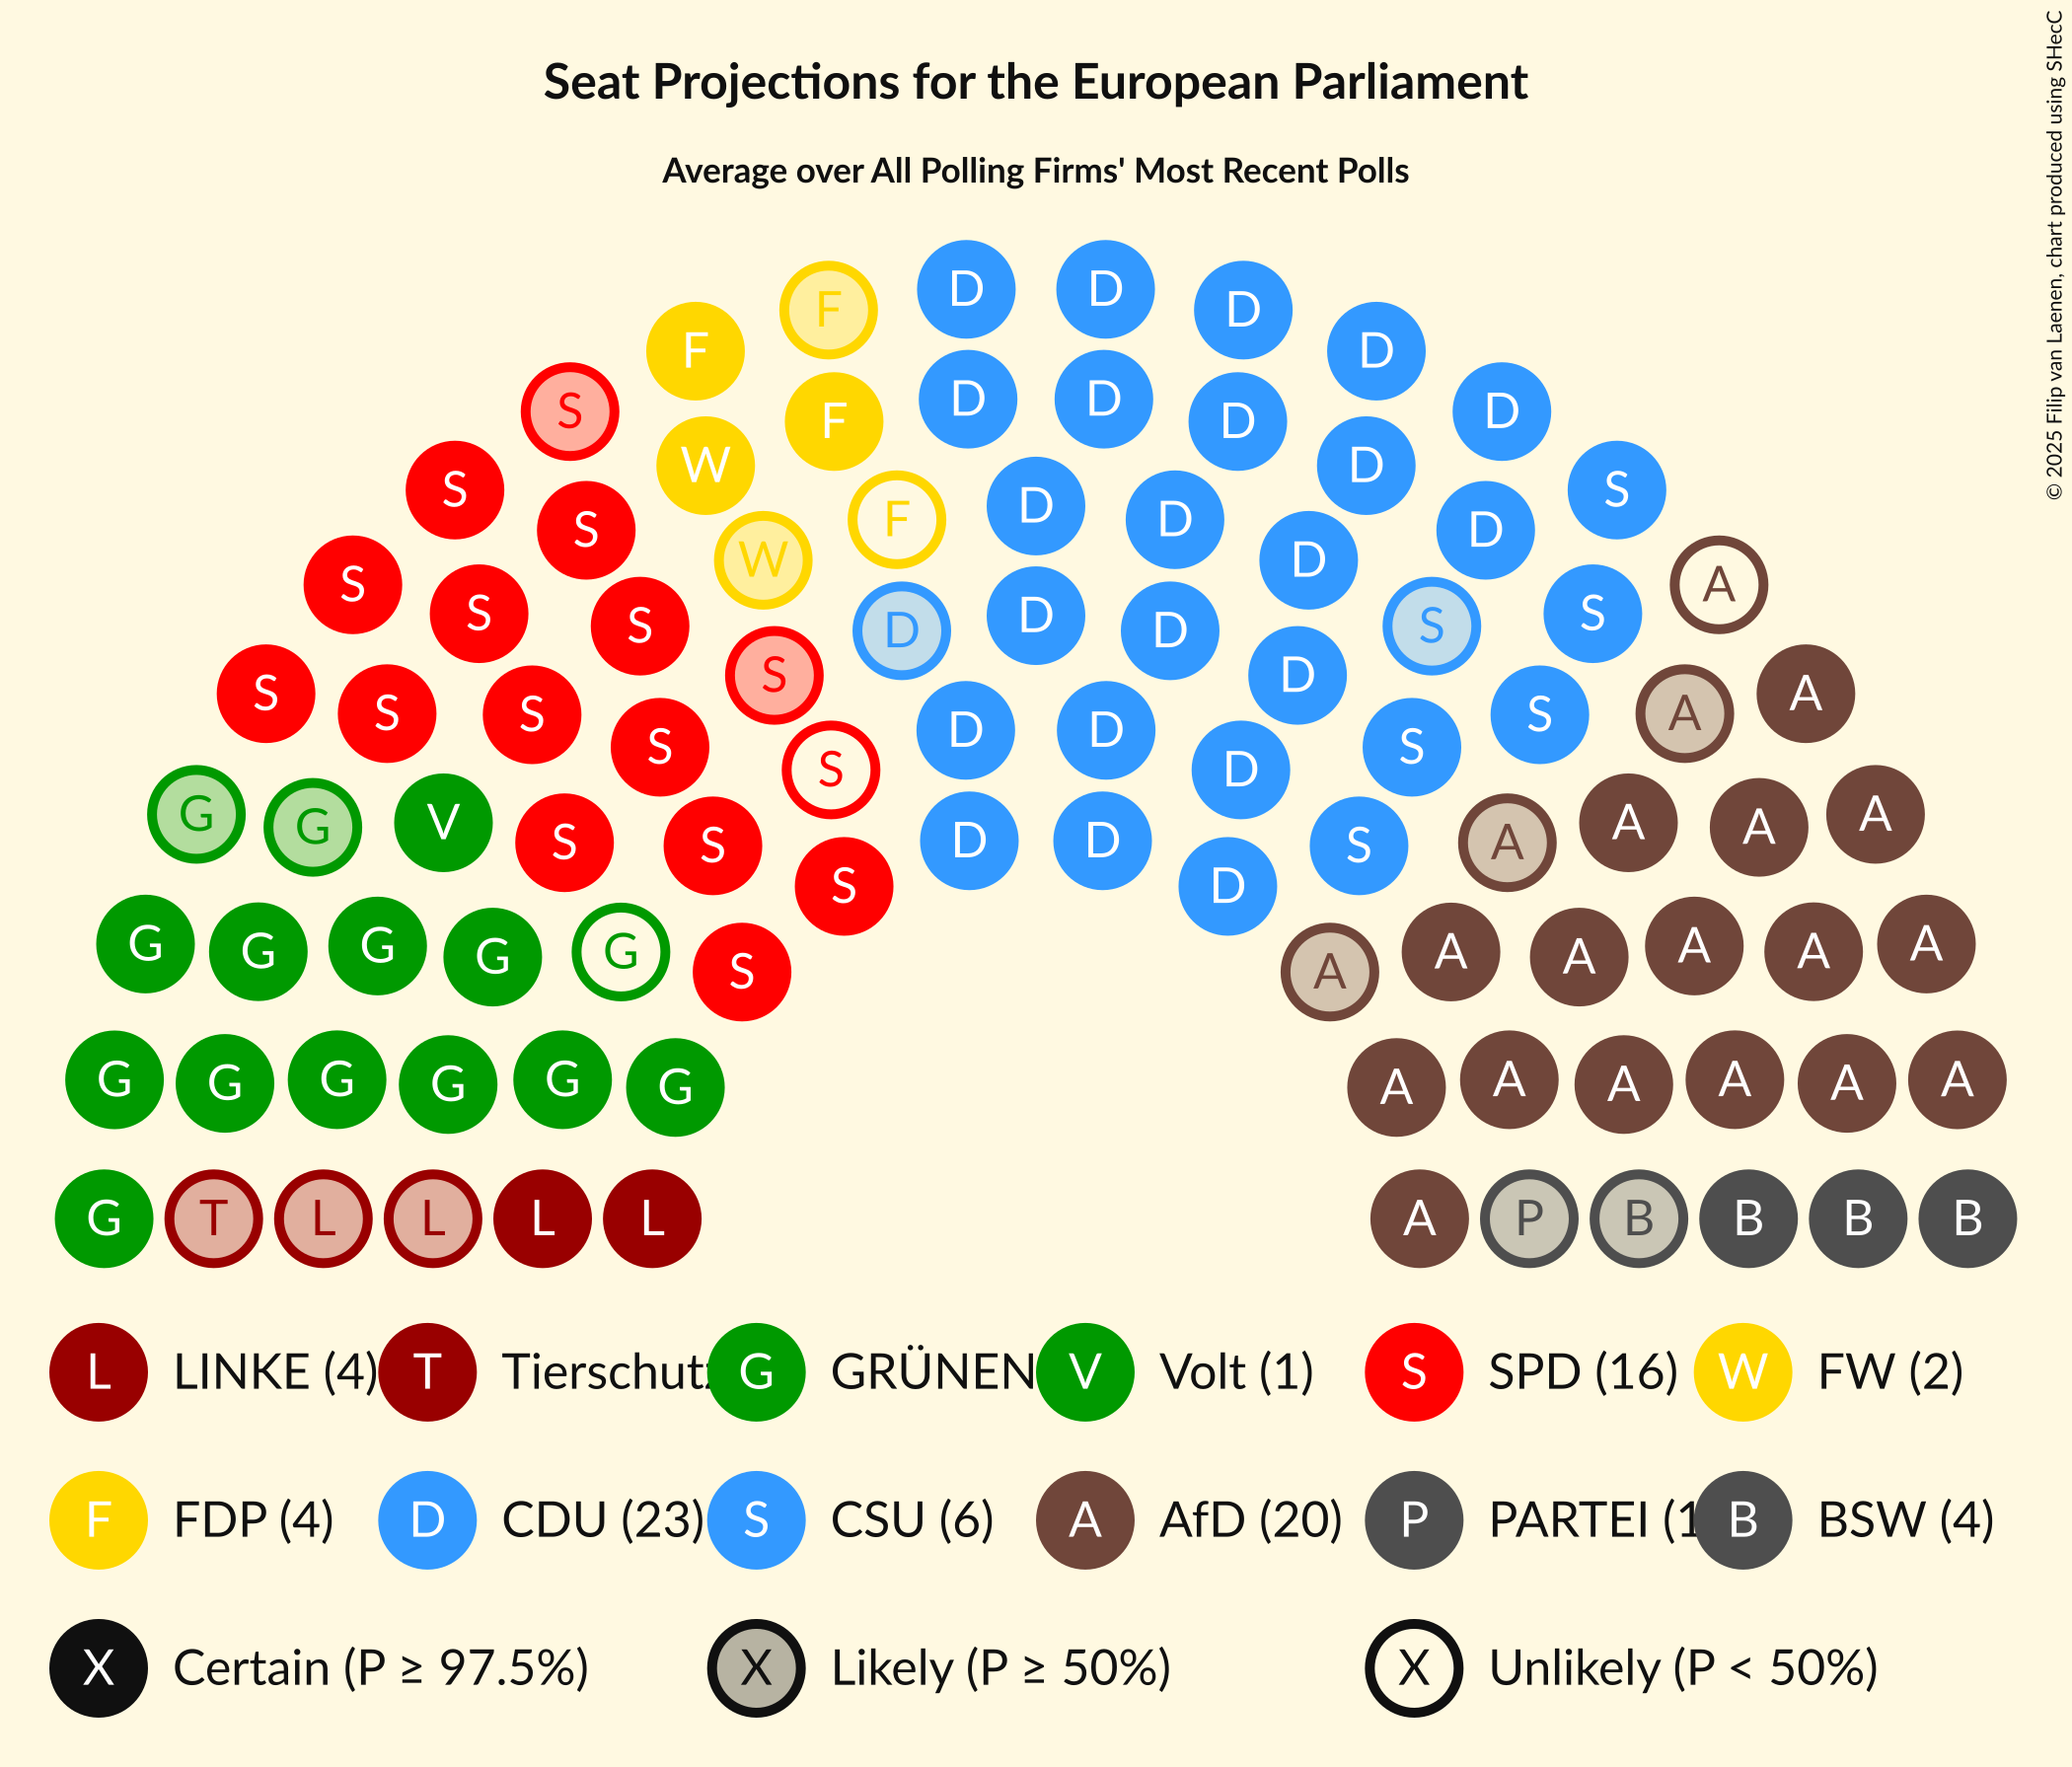 Seat Projections for the European Parliament
Average over All Polling Firms' Most Recent Polls
© 2025 Filip van Laenen, chart produced using SHecC
D D
F D
F D
D D
S D
F D
W D
S S
D
F D
S D
W D
S A
S S
D
S S
D D
S D
S A
S A
S S
D D
S S
S D
G A
V A
G A
D D
S A
S S
S D
G G G G G S A A A A A A
G G G G G G A A A A A A
G T L L L L A P B B B B
L LINKE (4) T Tierschutz G GRÜNEN V Volt (1) S SPD (16) W FW (2)
F FDP (4) D CDU (23) S CSU (6) A AfD (20) P PARTEI (1 B BSW (4)
X Certain (P ≥ 97.5%) X Likely (P ≥ 50%) X Unlikely (P < 50%)